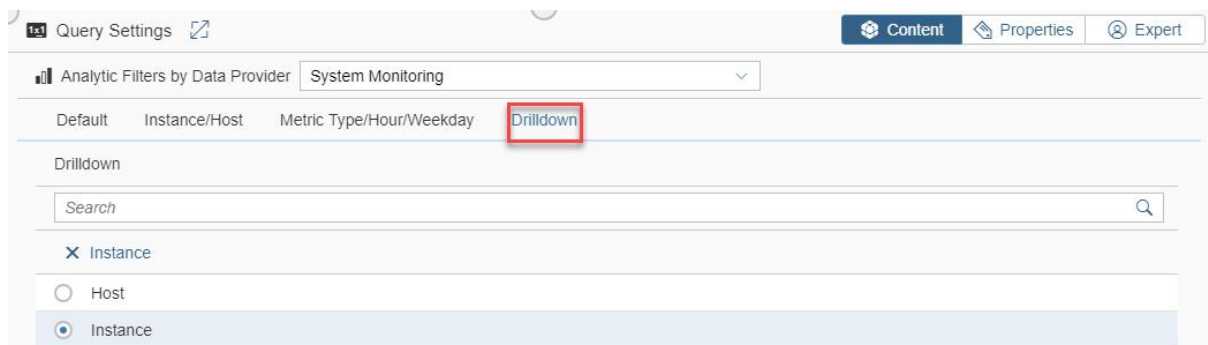 1x1 Query Settings Content Properties Expert
Analytic Filters by Data Provider System Monitoring
Default Instance/Host Metric Type/Hour/Weekday Drilldown
Drilldown
Search
Instance
Host
Instance